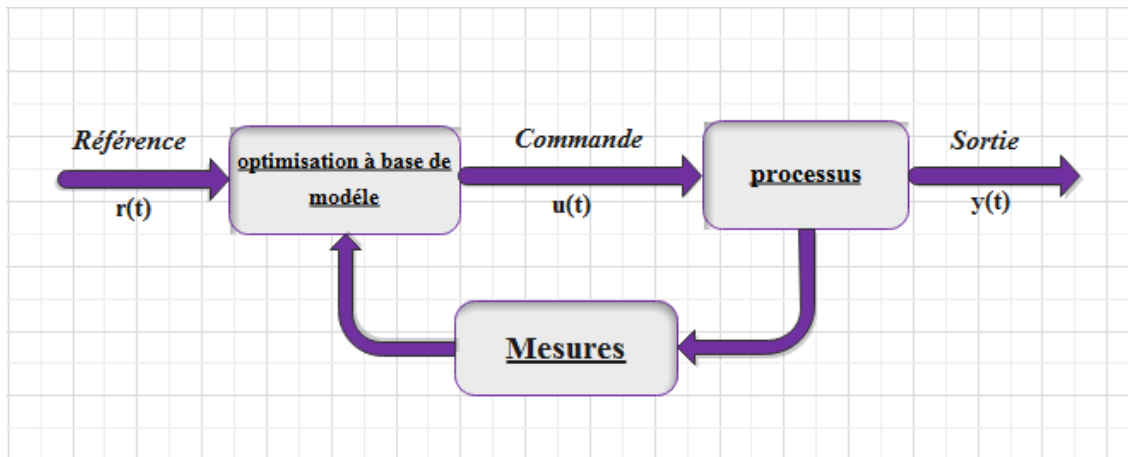 Référence
r(t)
optimisation à base de
modéle
Commande
u(t)
processus
Sortie
y(t)
Mesures